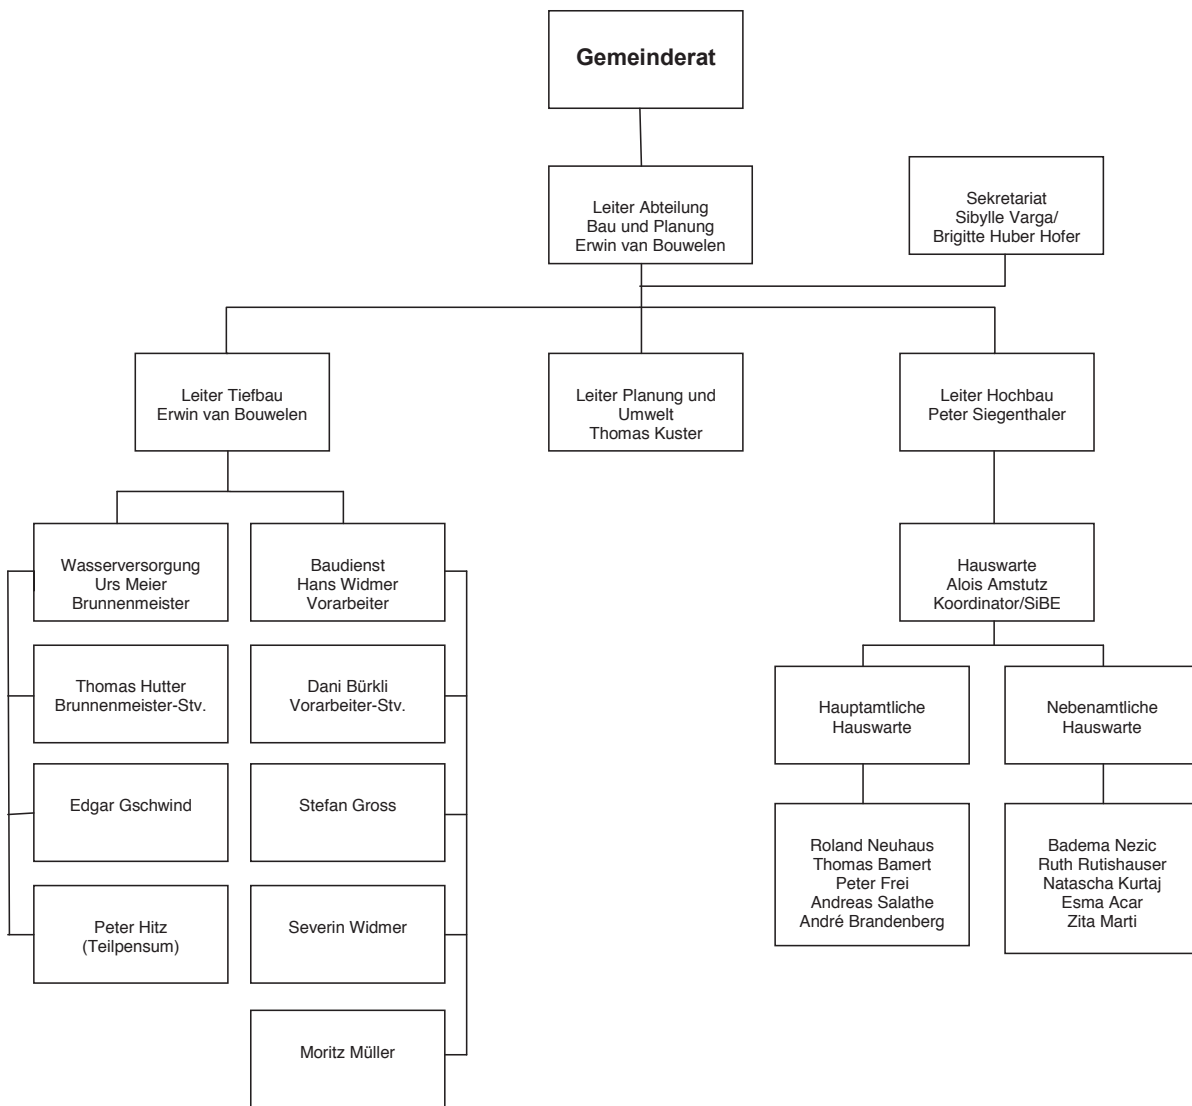 Gemeinderat
Leiter Abteilung
Bau und Planung
Erwin van Bouwelen
Sekretariat
Sibylle Varga/
Brigitte Huber Hofer
Leiter Tiefbau
Erwin van Bouwelen
Leiter Planung und
Umwelt
Thomas Kuster
Leiter Hochbau
Peter Siegenthaler
Wasserversorgung
Urs Meier
Brunnenmeister
Baudienst
Hans Widmer
Vorarbeiter
Hauswarte
Alois Amstutz
Koordinator/SiBE
Thomas Hutter
Brunnenmeister-Stv.
Dani Bürkli
Vorarbeiter-Stv.
Hauptamtliche
Hauswarte
Nebenamtliche
Hauswarte
Edgar Gschwind
Stefan Gross
Roland Neuhaus
Thomas Bamert
Peter Frei
Andreas Salathe
André Brandenberg
Badema Nezic
Ruth Rutishauser
Natascha Kurtaj
Esma Acar
Zita Marti
Peter Hitz
(Teilpensum)
Severin Widmer
Moritz Müller